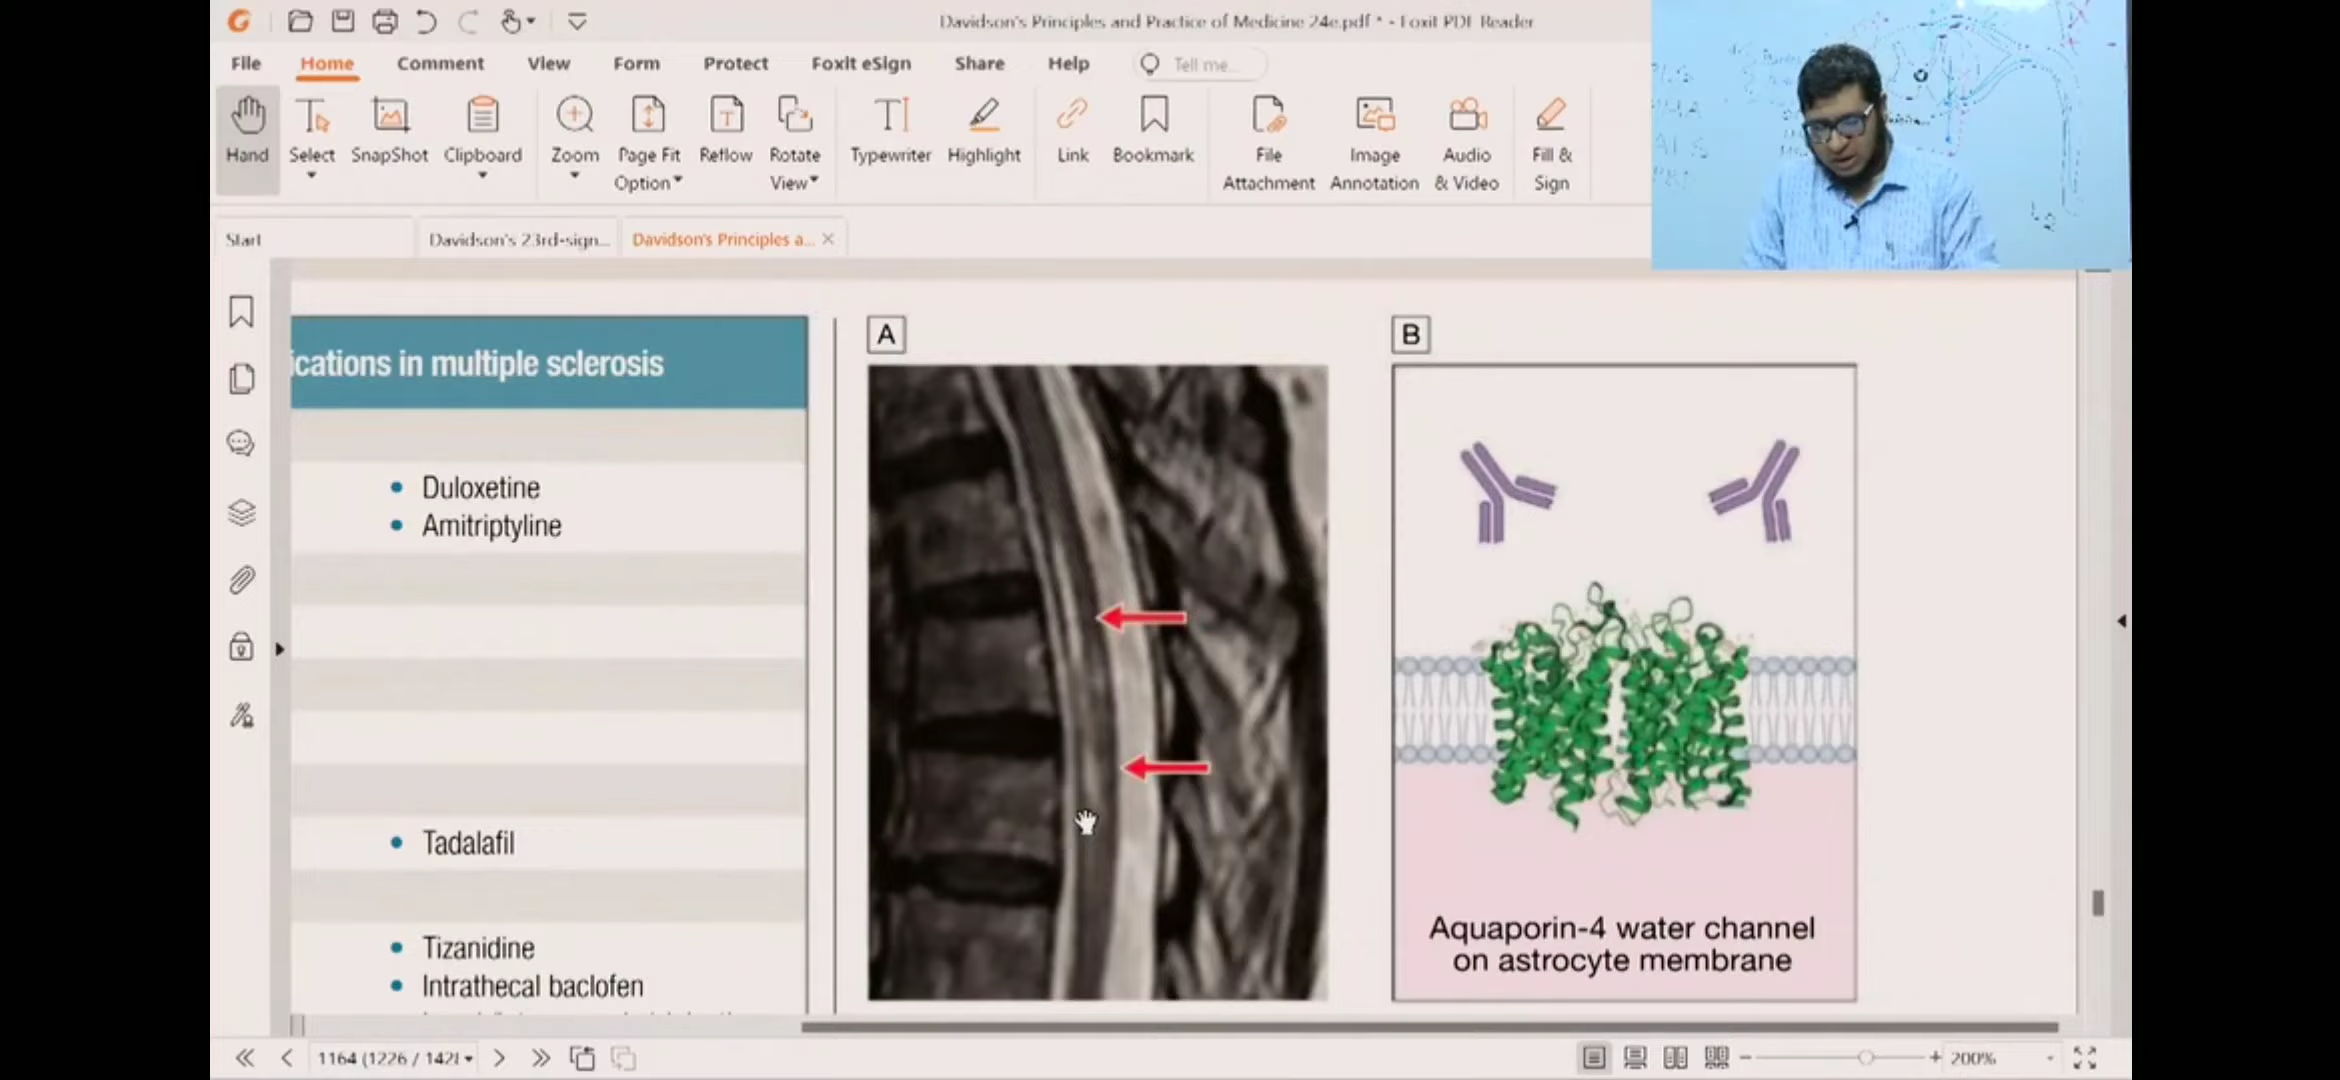 Davidson's Principles and Practice of Medicine 24e.pdf * - Foxit PDF Reader
File Home Comment View Form Protect Foxit eSign Share Help Tell me...
Hand Select SnapShot Clipboard Zoom Page Fit Option Reflow Rotate View Typewriter Highlight Link Bookmark File Attachment Image Annotation Audio & Video Fill & Sign
Start Davidson's 23rd-sign... Davidson's Principles a...
ications in multiple sclerosis
• Duloxetine
• Amitriptyline
• Tadalafil
• Tizanidine
• Intrathecal baclofen
A
B
Aquaporin-4 water channel
on astrocyte membrane
1164 (1226 / 142
200%